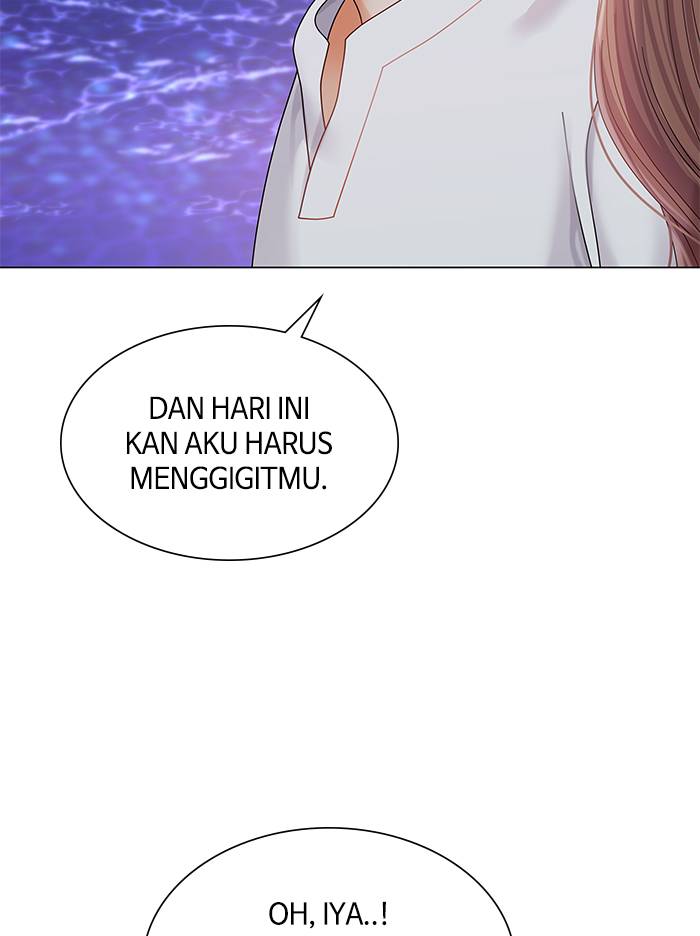 DAN HARI INI
KAN AKU HARUS
MENGGIGITMU.
OH, IYA..!